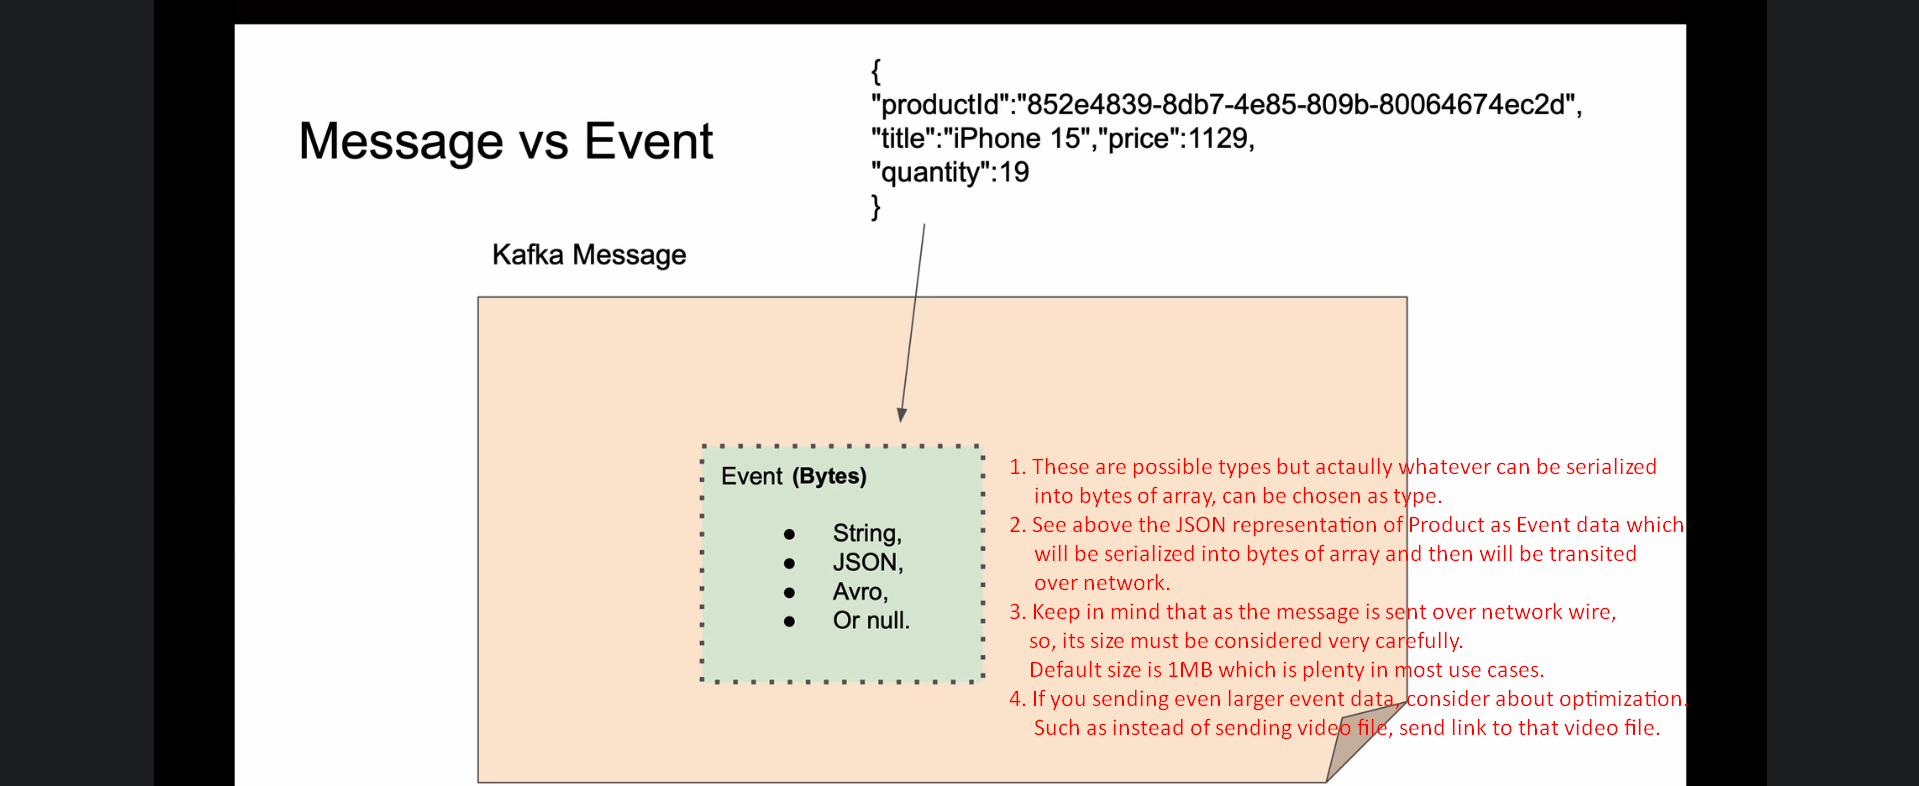 Message vs Event
{
"productId":"852e4839-8db7-4e85-809b-80064674ec2d",
"title":"iPhone 15","price":1129,
"quantity":19
}
Kafka Message
Event (Bytes)
● String,
● JSON,
● Avro,
● Or null.
1. These are possible types but actaully whatever can be serialized
into bytes of array, can be chosen as type.
2. See above the JSON representation of Product as Event data which
will be serialized into bytes of array and then will be transited
over network.
3. Keep in mind that as the message is sent over network wire,
so, its size must be considered very carefully.
Default size is 1MB which is plenty in most use cases.
4. If you sending even larger event data, consider about optimization.
Such as instead of sending video file, send link to that video file.